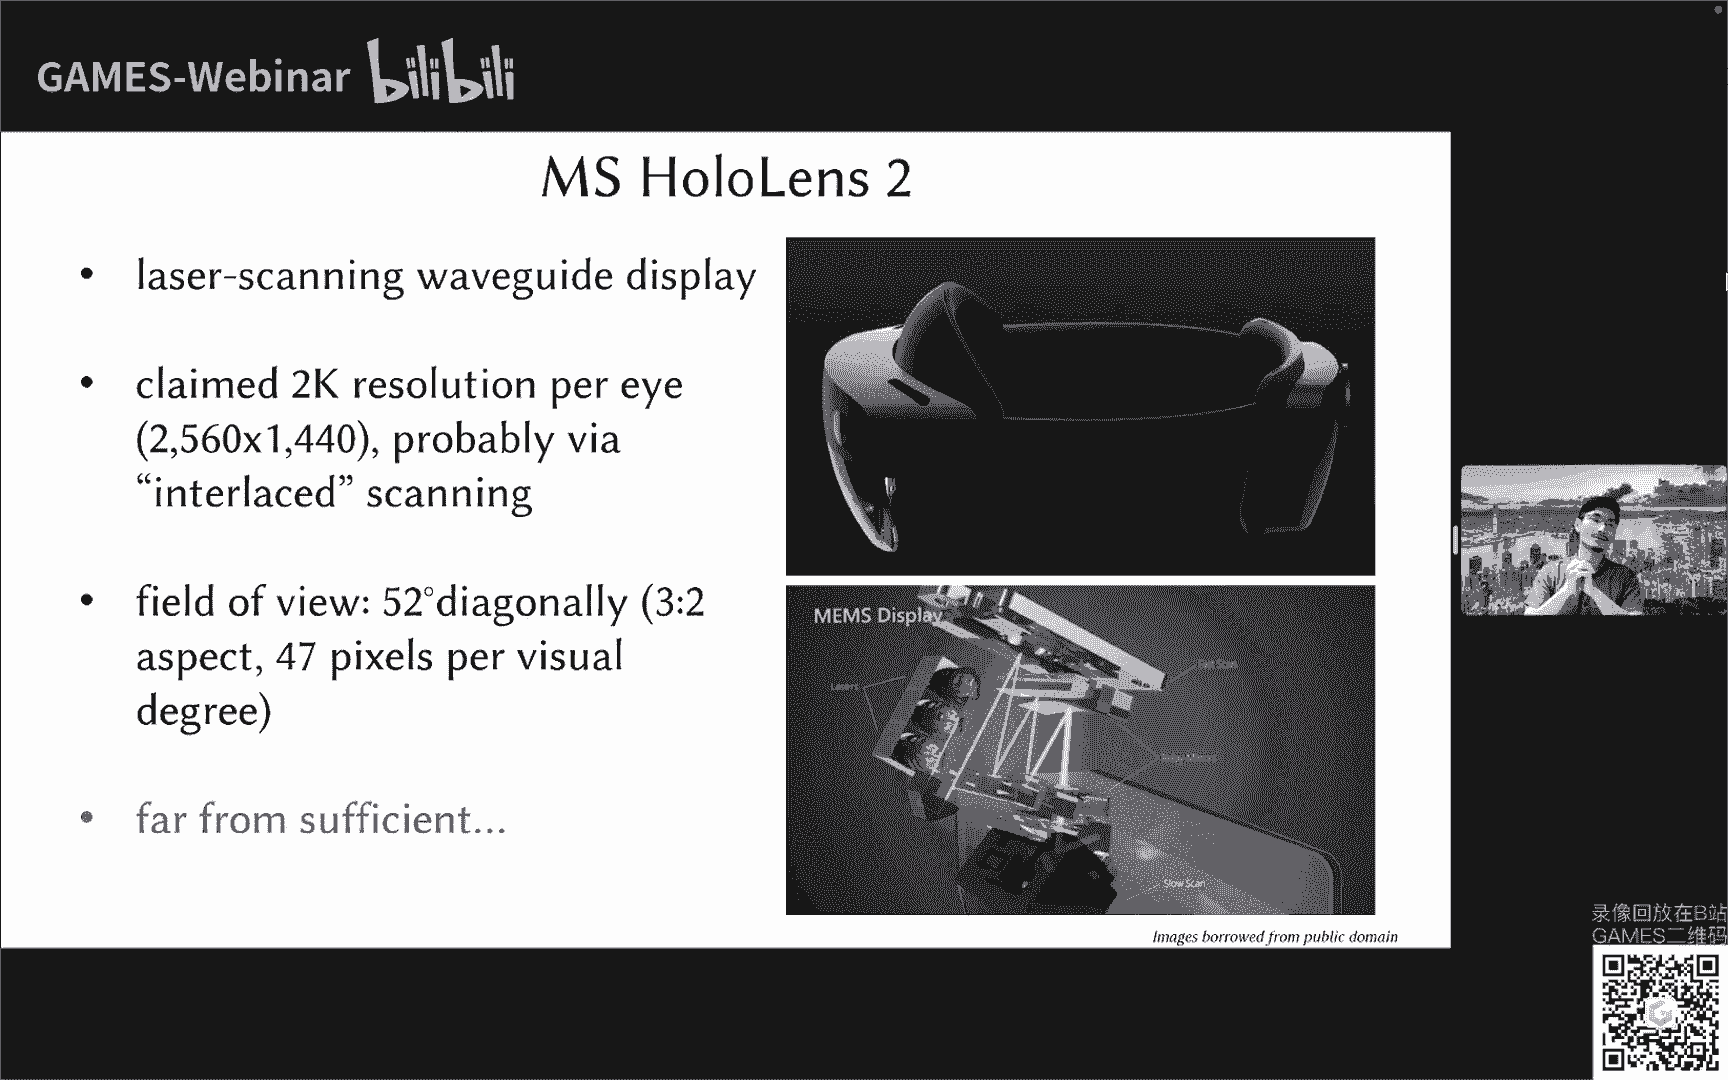 GAMES-Webinar bilibili
MS HoloLens 2
• laser-scanning waveguide display
• claimed 2K resolution per eye
(2,560x1,440), probably via
“interlaced” scanning
• field of view: 52°diagonally (3:2
aspect, 47 pixels per visual
degree)
• far from sufficient...
MEMS Display
Fast Scan
Lasers
Relay Mirrors
Slow Scan
Images borrowed from public domain
录像回放在B站
GAMES二维码